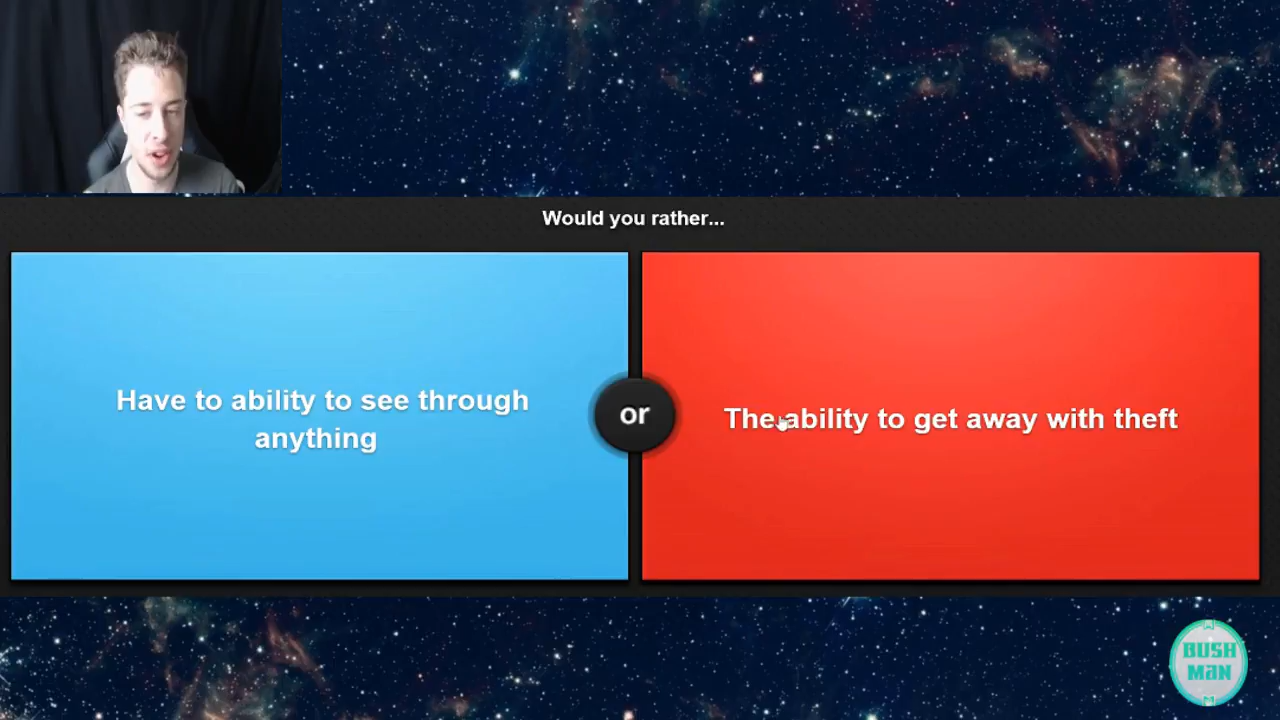 Would you rather...
Have to ability to see through
anything
or
The ability to get away with theft
BUSH
MAN